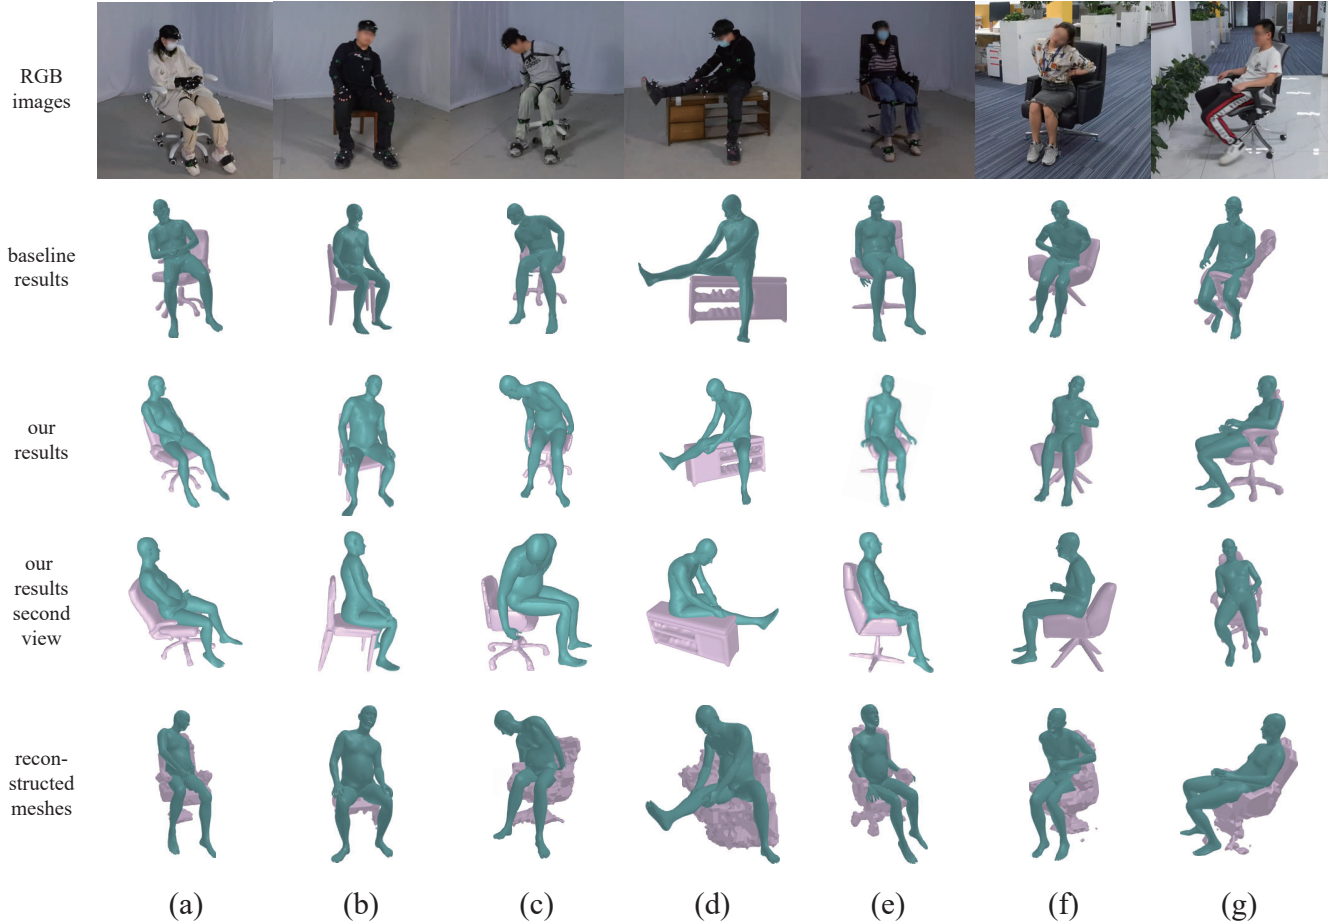 RGB
images
baseline
results
our
results
our
results
second
view
recon-
structed
meshes
(a) (b) (c) (d) (e) (f) (g)